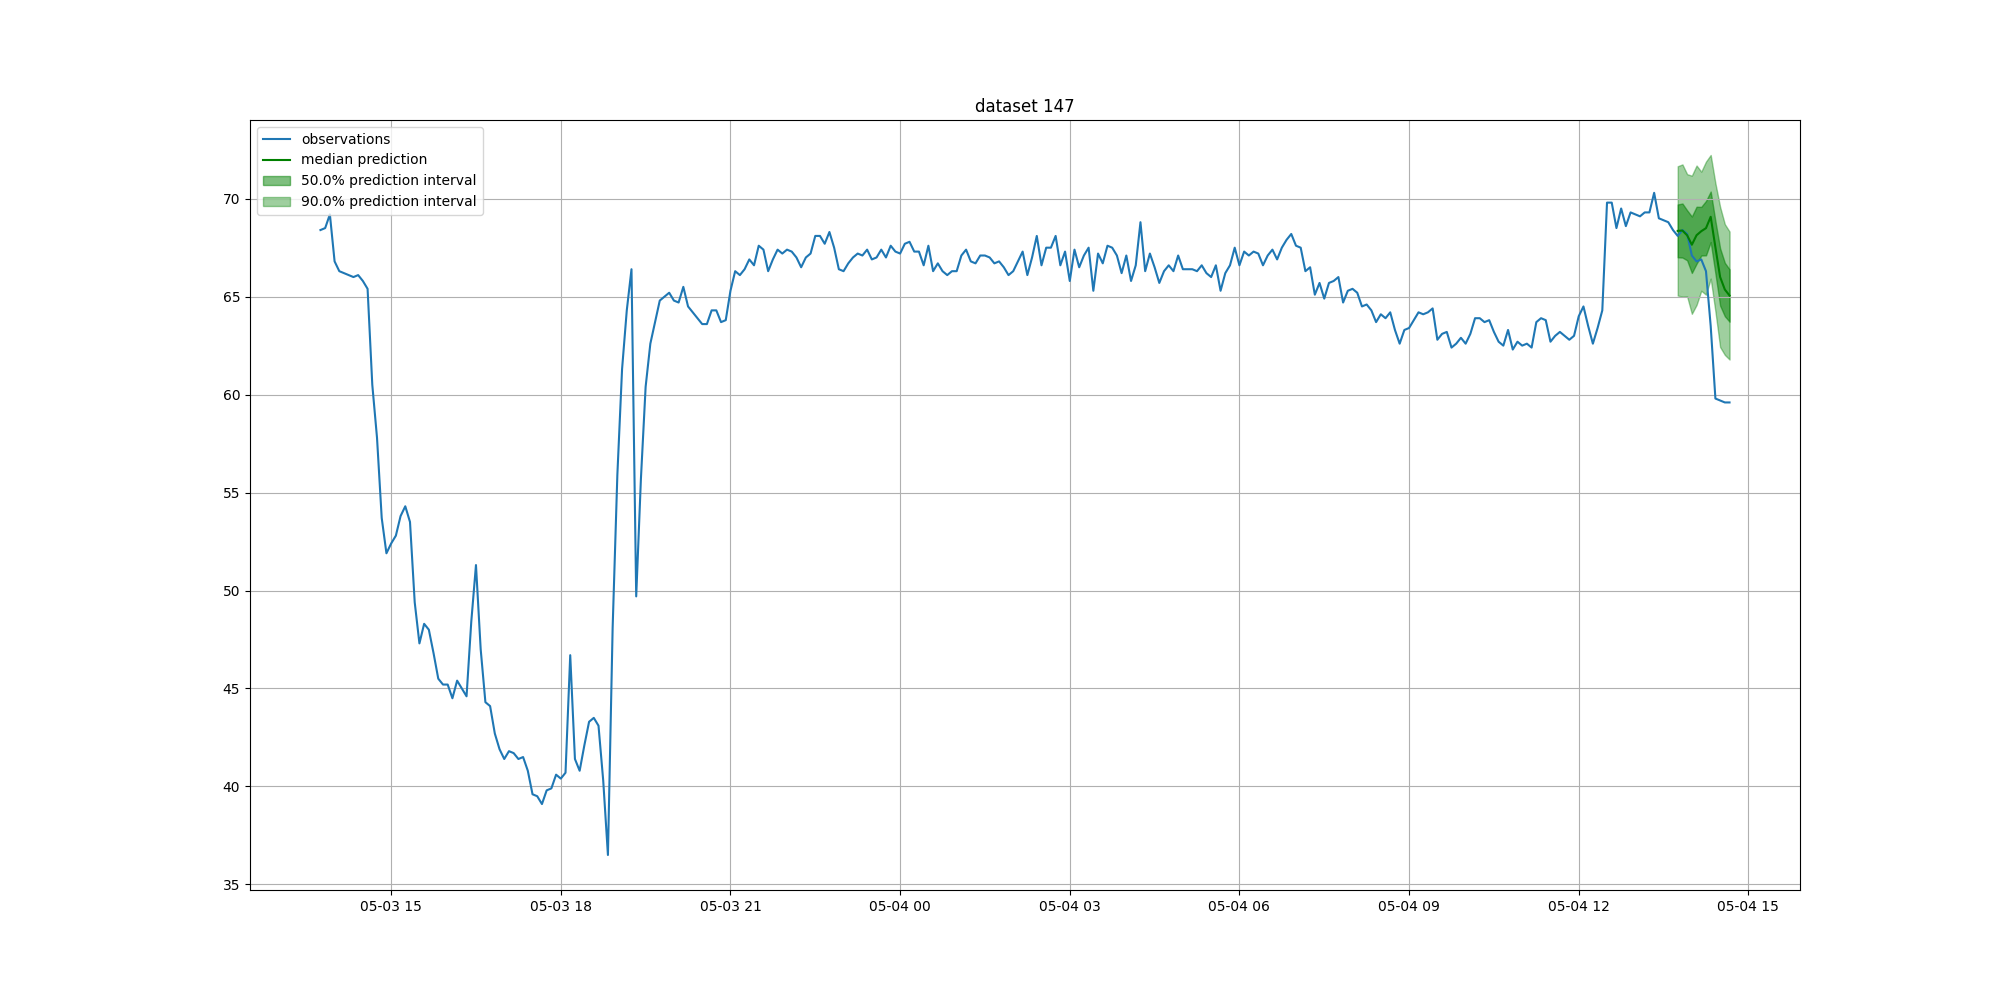 dataset 147
observations
median prediction
50.0% prediction interval
90.0% prediction interval
70
65
60
55
50
45
40
35
05-03 15 05-03 18 05-03 21 05-04 00 05-04 03 05-04 06 05-04 09 05-04 12 05-04 15